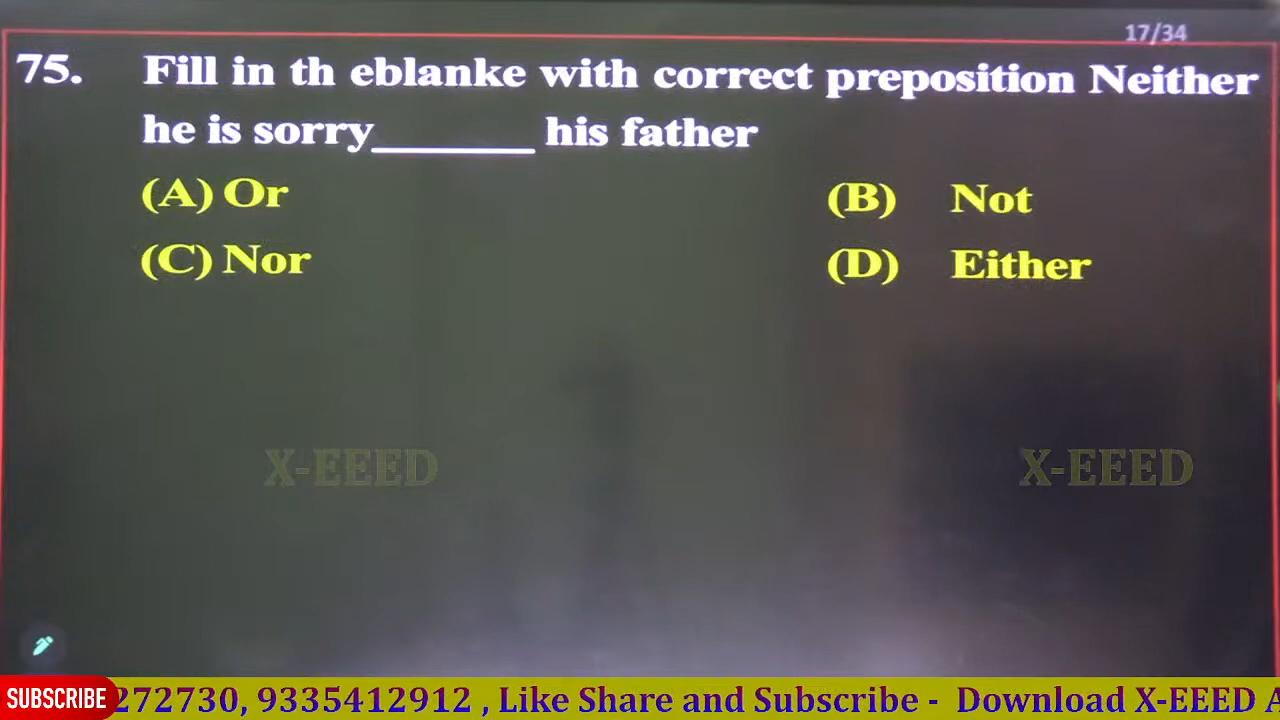 17/34
75. Fill in th eblanke with correct preposition Neither
he is sorry______ his father
(A) Or (B) Not
(C) Nor (D) Either
X-EEED X-EEED
SUBSCRIBE 272730, 9335412912 , Like Share and Subscribe - Download X-EEED A